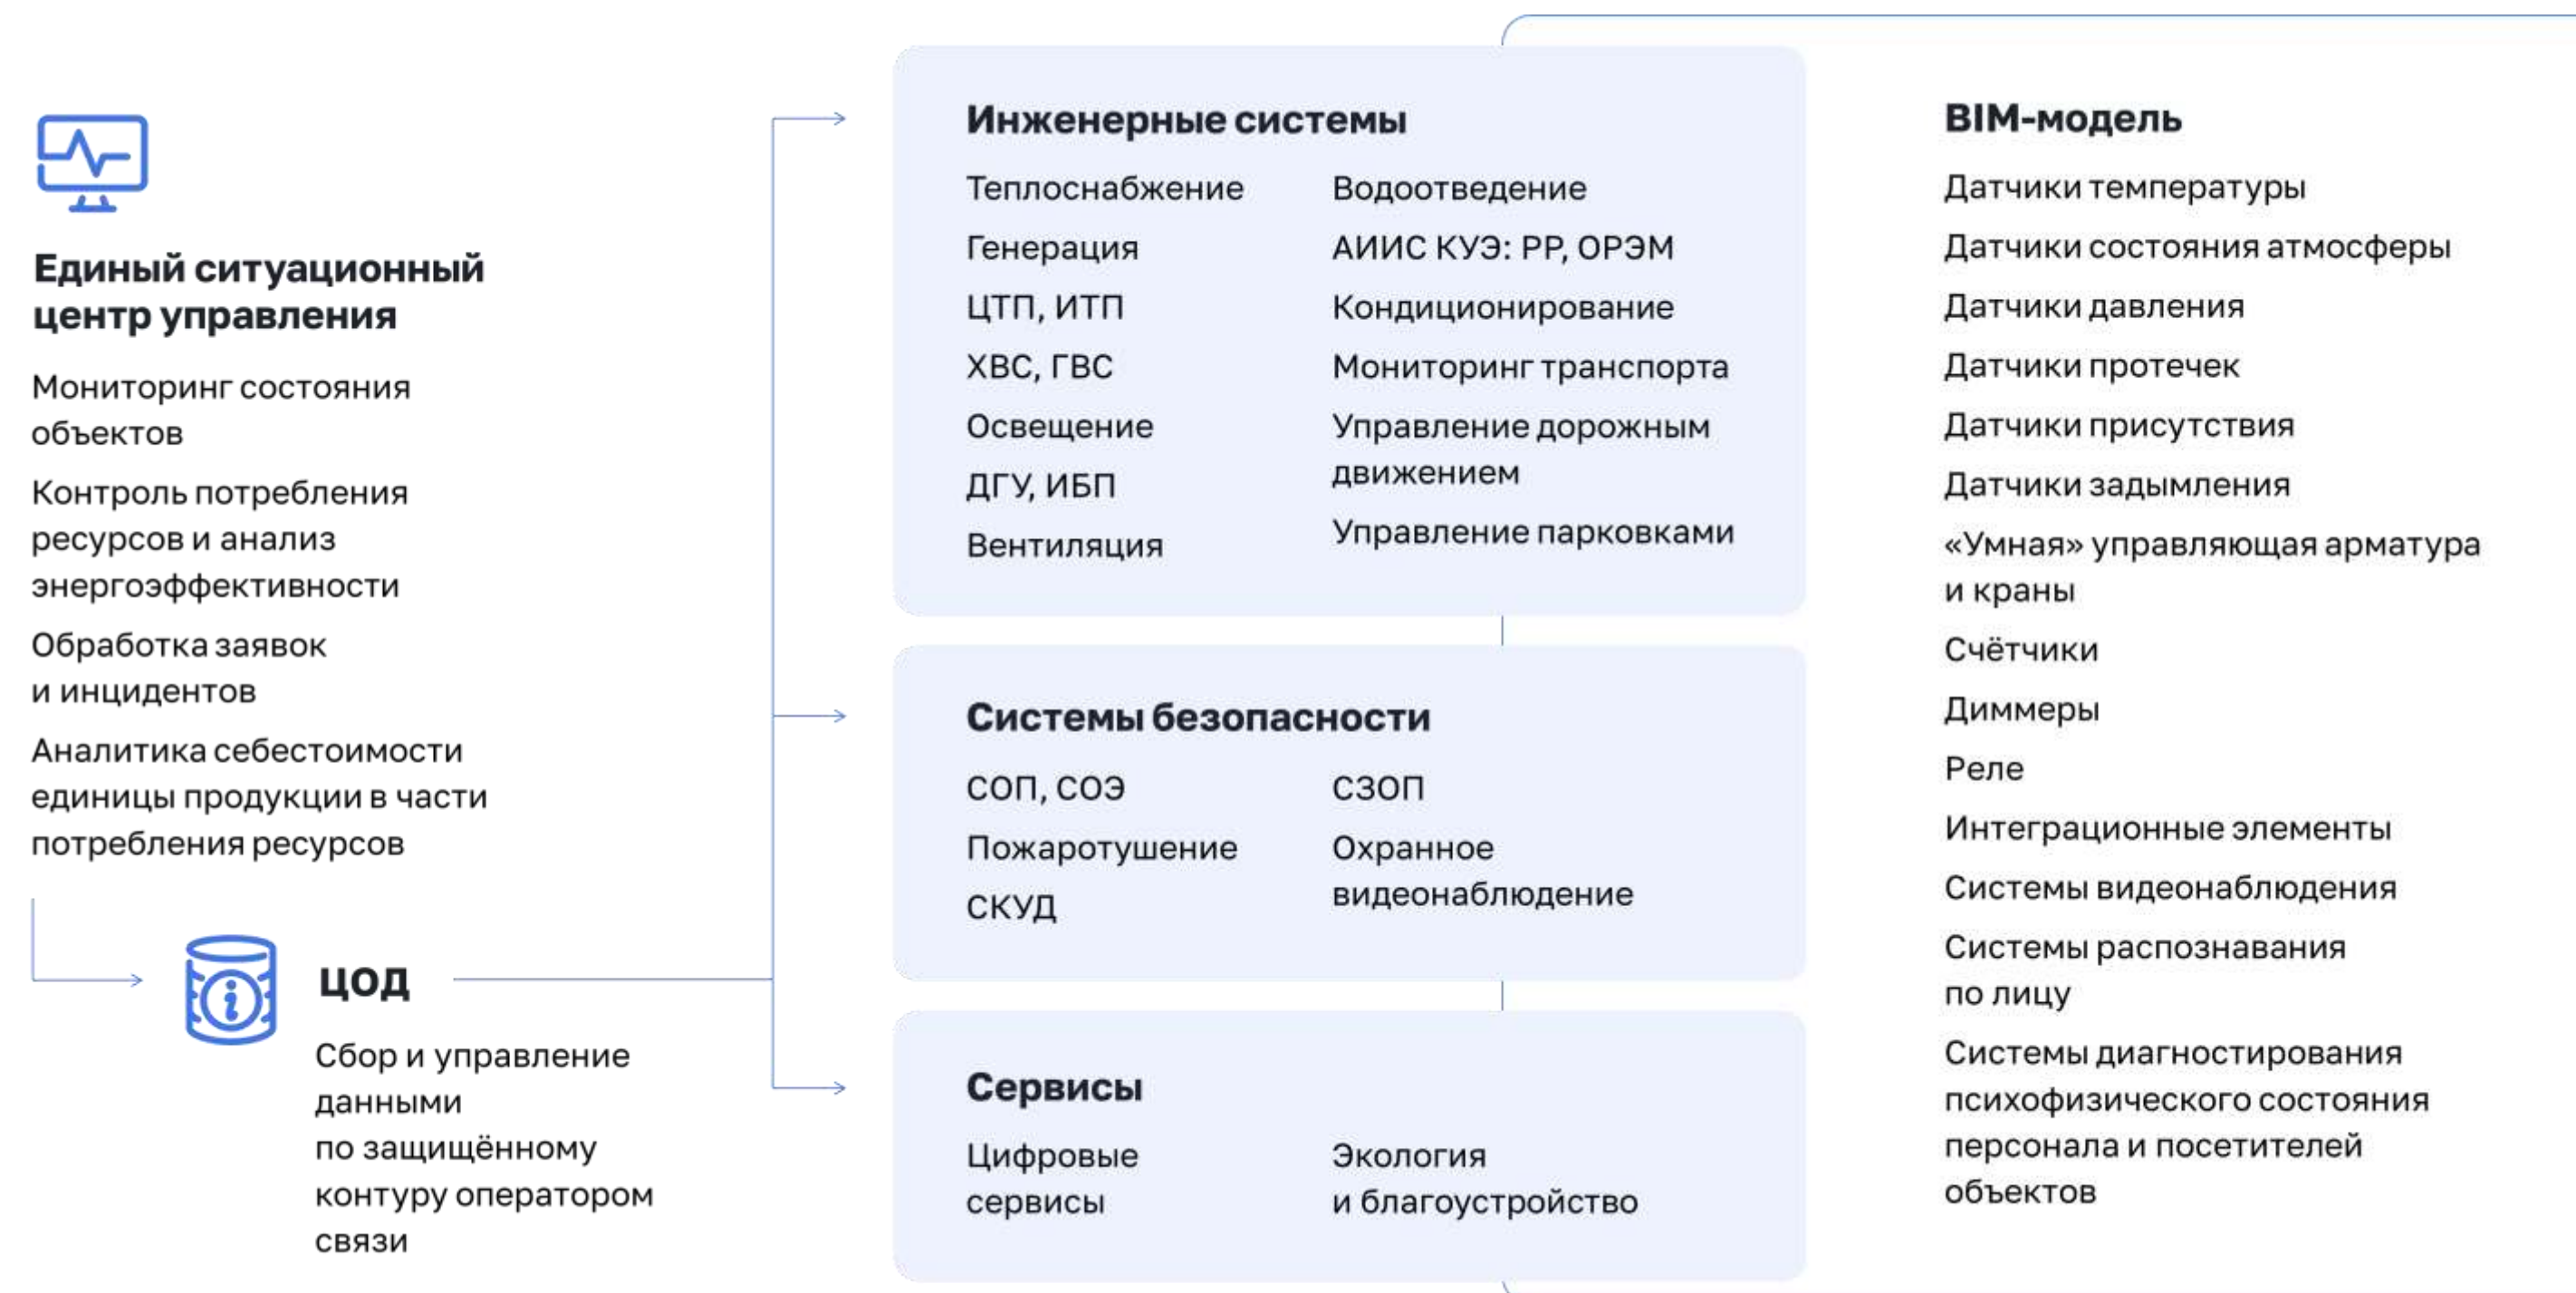 Единый ситуационный
центр управления
Мониторинг состояния
объектов
Контроль потребления
ресурсов и анализ
энергоэффективности
Обработка заявок
и инцидентов
Аналитика себестоимости
единицы продукции в части
потребления ресурсов
ЦОД
Сбор и управление
данными
по защищённому
контуру оператором
связи
Инженерные системы
Теплоснабжение
Генерация
ЦТП, ИТП
ХВС, ГВС
Освещение
ДГУ, ИБП
Вентиляция
Водоотведение
АИИС КУЭ: РР, ОРЭМ
Кондиционирование
Мониторинг транспорта
Управление дорожным
движением
Управление парковками
Системы безопасности
СОП, СОЭ
Пожаротушение
СКУД
СЗОП
Охранное
видеонаблюдение
Сервисы
Цифровые
сервисы
Экология
и благоустройство
BIM-модель
Датчики температуры
Датчики состояния атмосферы
Датчики давления
Датчики протечек
Датчики присутствия
Датчики задымления
«Умная» управляющая арматура
и краны
Счётчики
Диммеры
Реле
Интеграционные элементы
Системы видеонаблюдения
Системы распознавания
по лицу
Системы диагностирования
психофизического состояния
персонала и посетителей
объектов